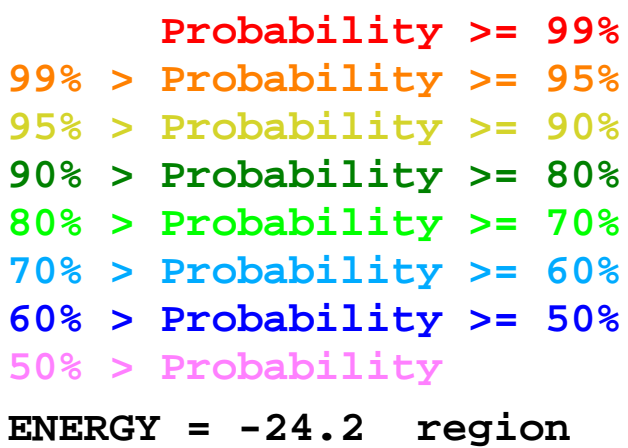 Probability >= 99%
99% > Probability >= 95%
95% > Probability >= 90%
90% > Probability >= 80%
80% > Probability >= 70%
70% > Probability >= 60%
60% > Probability >= 50%
50% > Probability
ENERGY = -24.2 region